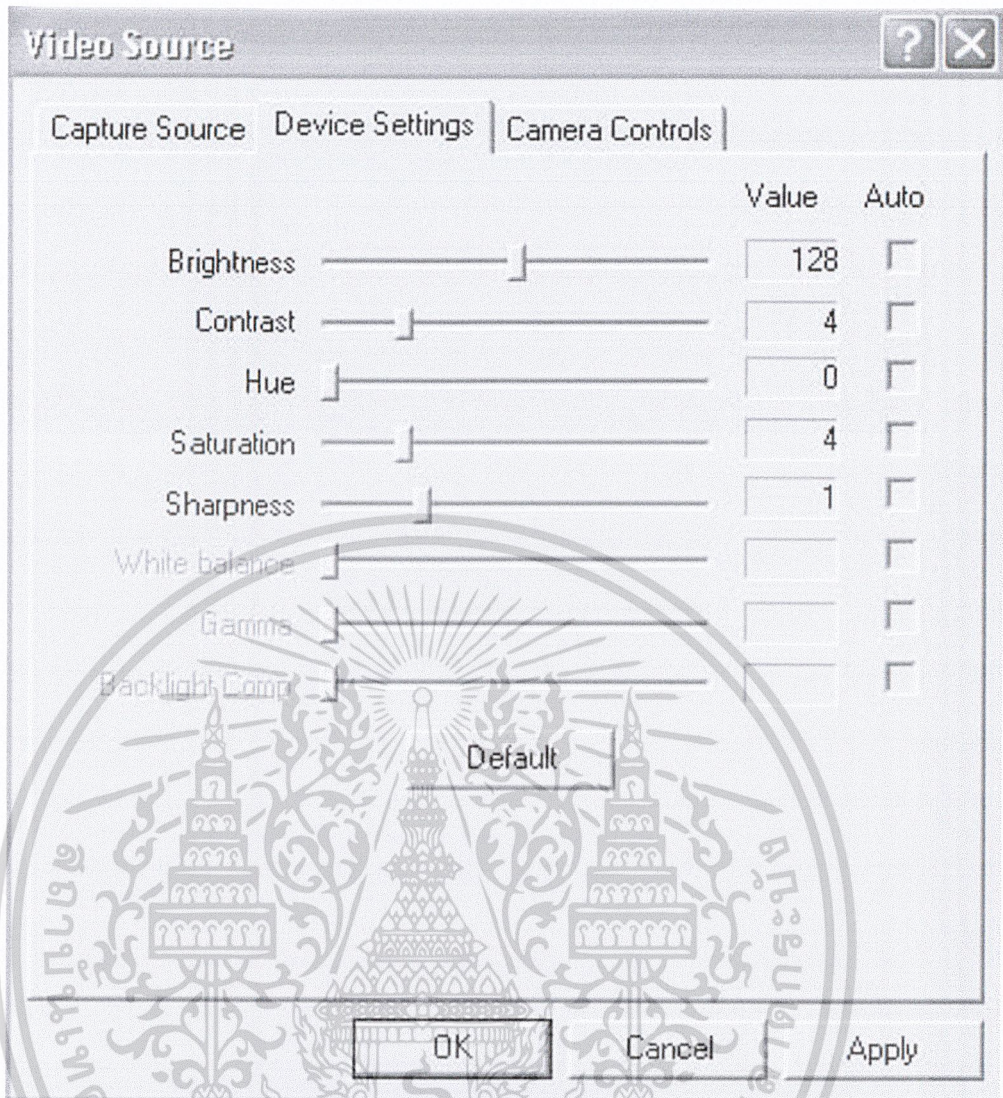 Video Source
Capture Source Device Settings Camera Controls
Value Auto
Brightness 128
Contrast 4
Hue 0
Saturation 4
Sharpness 1
White balance
Gamma
Backlight Comp
Default
OK Cancel Apply